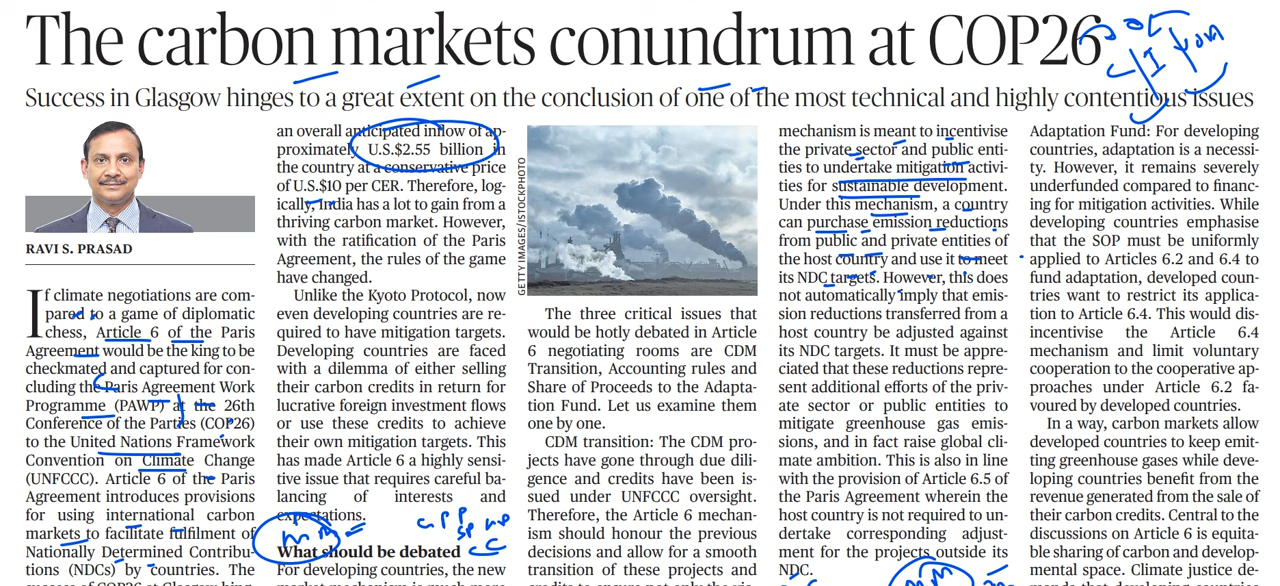 The carbon markets conundrum at COP26
Success in Glasgow hinges to a great extent on the conclusion of one of the most technical and highly contentious issues
RAVI S. PRASAD
If climate negotiations are com-
pared to a game of diplomatic
chess, Article 6 of the Paris
Agreement would be the king to be
checkmated and captured for con-
cluding the Paris Agreement Work
Programme (PAWP) at the 26th
Conference of the Parties (COP26)
to the United Nations Framework
Convention on Climate Change
(UNFCCC). Article 6 of the Paris
Agreement introduces provisions
for using international carbon
markets to facilitate fulfilment of
Nationally Determined Contribu-
tions (NDCs) by countries. The
an overall anticipated inflow of ap-
proximately U.S.$2.55 billion in
the country at a conservative price
of U.S.$10 per CER. Therefore, log-
ically, India has a lot to gain from a
thriving carbon market. However,
with the ratification of the Paris
Agreement, the rules of the game
have changed.
Unlike the Kyoto Protocol, now
even developing countries are re-
quired to have mitigation targets.
Developing countries are faced
with a dilemma of either selling
their carbon credits in return for
lucrative foreign investment flows
or use these credits to achieve
their own mitigation targets. This
has made Article 6 a highly sensi-
tive issue that requires careful ba-
lancing of interests and
expectations.
What should be debated
For developing countries, the new
GETTY IMAGES/ISTOCKPHOTO
The three critical issues that
would be hotly debated in Article
6 negotiating rooms are CDM
Transition, Accounting rules and
Share of Proceeds to the Adapta-
tion Fund. Let us examine them
one by one.
CDM transition: The CDM pro-
jects have gone through due dili-
gence and credits have been is-
sued under UNFCCC oversight.
Therefore, the Article 6 mechan-
ism should honour the previous
decisions and allow for a smooth
transition of these projects and
mechanism is meant to incentivise
the private sector and public enti-
ties to undertake mitigation activi-
ties for sustainable development.
Under this mechanism, a country
can purchase emission reductions
from public and private entities of
the host country and use it to meet
its NDC targets. However, this does
not automatically imply that emis-
sion reductions transferred from a
host country be adjusted against
its NDC targets. It must be appre-
ciated that these reductions repre-
sent additional efforts of the priv-
ate sector or public entities to
mitigate greenhouse gas emis-
sions, and in fact raise global cli-
mate ambition. This is also in line
with the provision of Article 6.5 of
the Paris Agreement wherein the
host country is not required to un-
dertake corresponding adjust-
ment for the projects outside its
NDC.
Adaptation Fund: For developing
countries, adaptation is a necessi-
ty. However, it remains severely
underfunded compared to financ-
ing for mitigation activities. While
developing countries emphasise
that the SOP must be uniformly
applied to Articles 6.2 and 6.4 to
fund adaptation, developed coun-
tries want to restrict its applica-
tion to Article 6.4. This would dis-
incentivise the Article 6.4
mechanism and limit voluntary
cooperation to the cooperative ap-
proaches under Article 6.2 fa-
voured by developed countries.
In a way, carbon markets allow
developed countries to keep emit-
ting greenhouse gases while deve-
loping countries benefit from the
revenue generated from the sale of
their carbon credits. Central to the
discussions on Article 6 is equita-
ble sharing of carbon and develop-
mental space. Climate justice de-